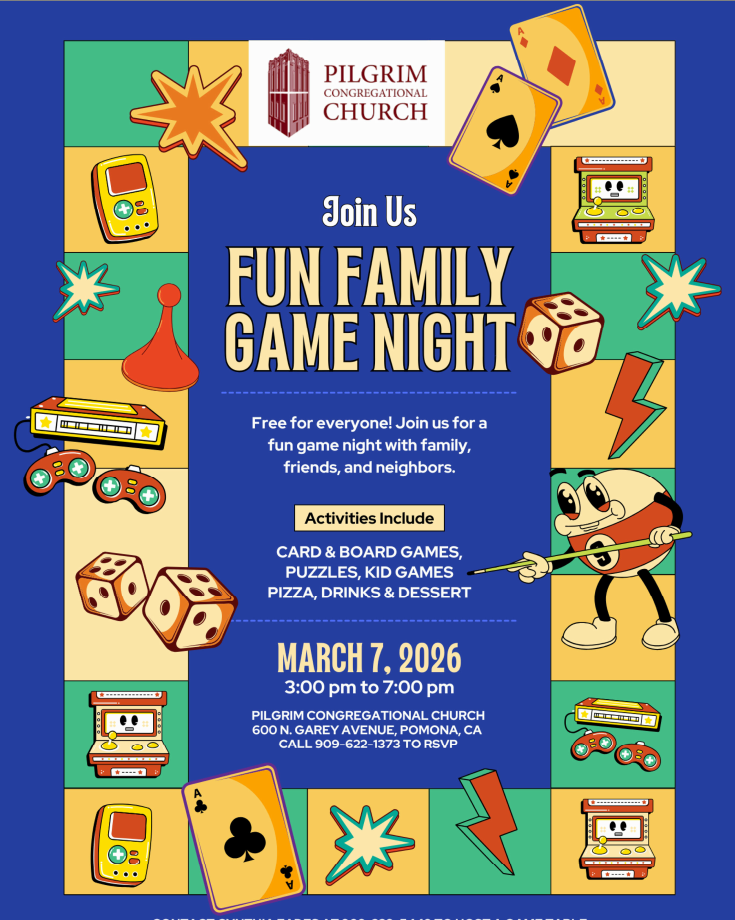 PILGRIM
CONGREGATIONAL
CHURCH
A
A
A
A
Join Us
FUN FAMILY
GAME NIGHT
Free for everyone! Join us for a
fun game night with family,
friends, and neighbors.
Activities Include
CARD & BOARD GAMES,
PUZZLES, KID GAMES
PIZZA, DRINKS & DESSERT
9
MARCH 7, 2026
3:00 pm to 7:00 pm
PILGRIM CONGREGATIONAL CHURCH
600 N. GAREY AVENUE, POMONA, CA
CALL 909-622-1373 TO RSVP
A
A